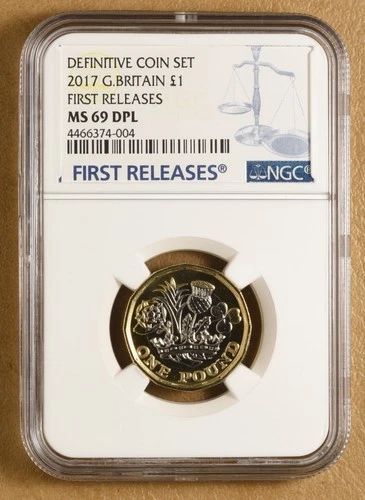 DEFINITIVE COIN SET
2017 G.BRITAIN £1
FIRST RELEASES
MS 69 DPL
4466374-004
FIRST RELEASES®
NGC®
ONE POUND